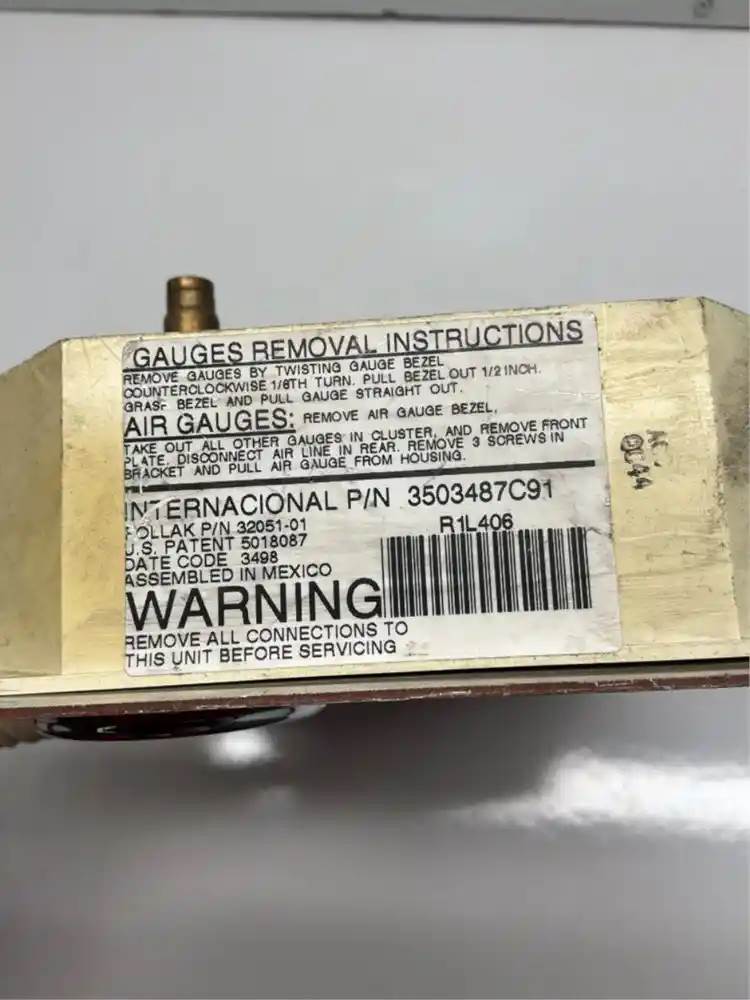 GAUGES REMOVAL INSTRUCTIONS
REMOVE GAUGES BY TWISTING GAUGE BEZEL
COUNTERCLOCKWISE 1/8TH TURN. PULL BEZEL OUT 1/2 INCH.
GRASP BEZEL AND PULL GAUGE STRAIGHT OUT.
AIR GAUGES: REMOVE AIR GAUGE BEZEL,
TAKE OUT ALL OTHER GAUGES IN CLUSTER, AND REMOVE FRONT
PLATE. DISCONNECT AIR LINE IN REAR. REMOVE 3 SCREWS IN
BRACKET AND PULL AIR GAUGE FROM HOUSING.
INTERNACIONAL P/N 3503487C91
POLLAK P/N 32051-01
R1L406
U.S. PATENT 5018087
DATE CODE 3498
ASSEMBLED IN MEXICO
WARNING
REMOVE ALL CONNECTIONS TO
THIS UNIT BEFORE SERVICING